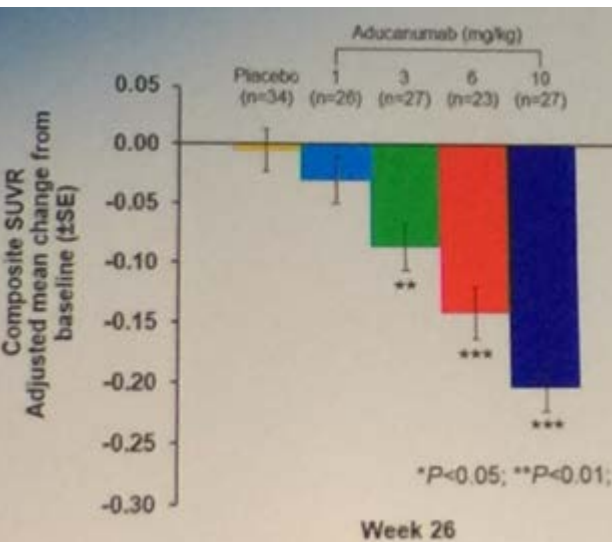 Aducanumab (mg/kg)
Placebo 1 3 6 10
(n=34) (n=26) (n=27) (n=23) (n=27)
0.05
0.00
-0.05
-0.10
-0.15
-0.20
-0.25
-0.30
Composite SUVR
Adjusted mean change from
baseline (±SE)
**
***
***
*P<0.05; **P<0.01;
Week 26